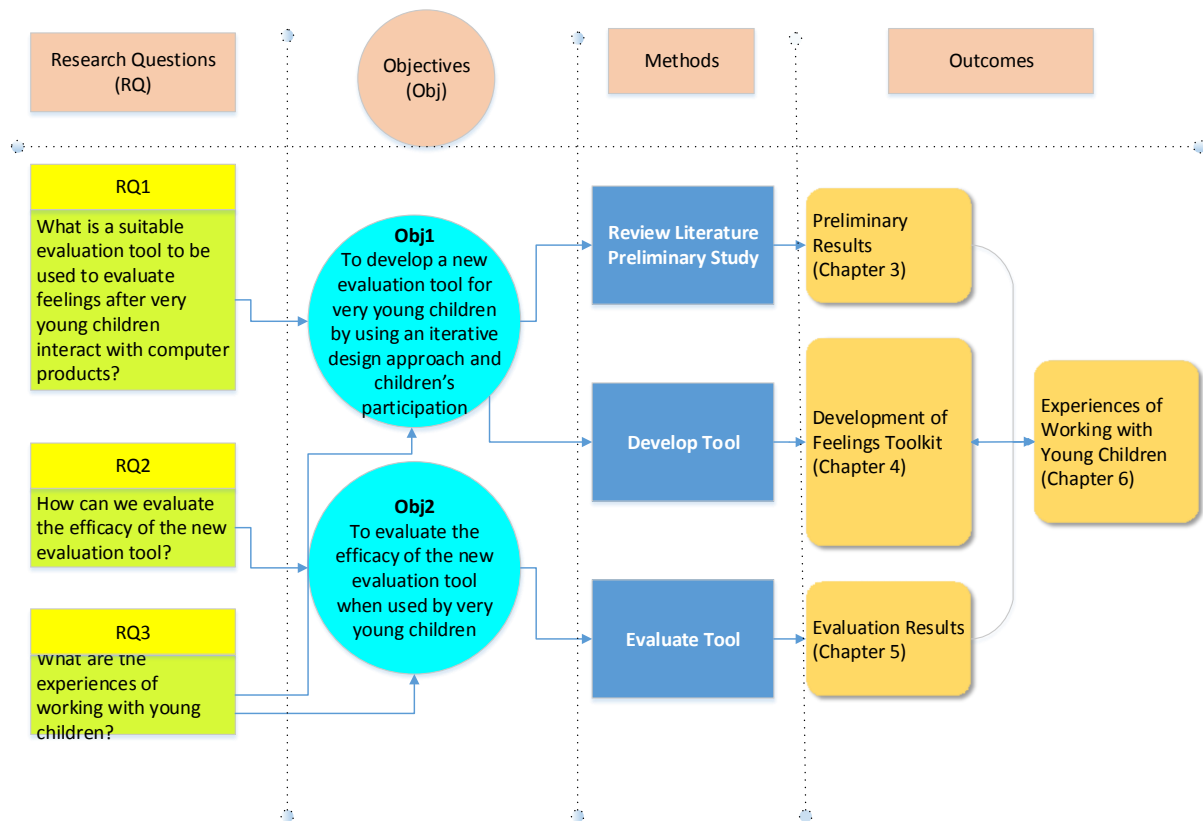 Research Questions
(RQ)
Objectives
(Obj)
Methods
Outcomes
RQ1
What is a suitable
evaluation tool to be
used to evaluate
feelings after very
young children
interact with computer
products?
RQ2
How can we evaluate
the efficacy of the new
evaluation tool?
RQ3
What are the
experiences of
working with young
children?
Obj1
To develop a new
evaluation tool for
very young children
by using an iterative
design approach and
children’s
participation
Obj2
To evaluate the
efficacy of the new
evaluation tool
when used by very
young children
Review Literature
Preliminary Study
Develop Tool
Evaluate Tool
Preliminary
Results
(Chapter 3)
Development of
Feelings Toolkit
(Chapter 4)
Evaluation Results
(Chapter 5)
Experiences of
Working with
Young Children
(Chapter 6)